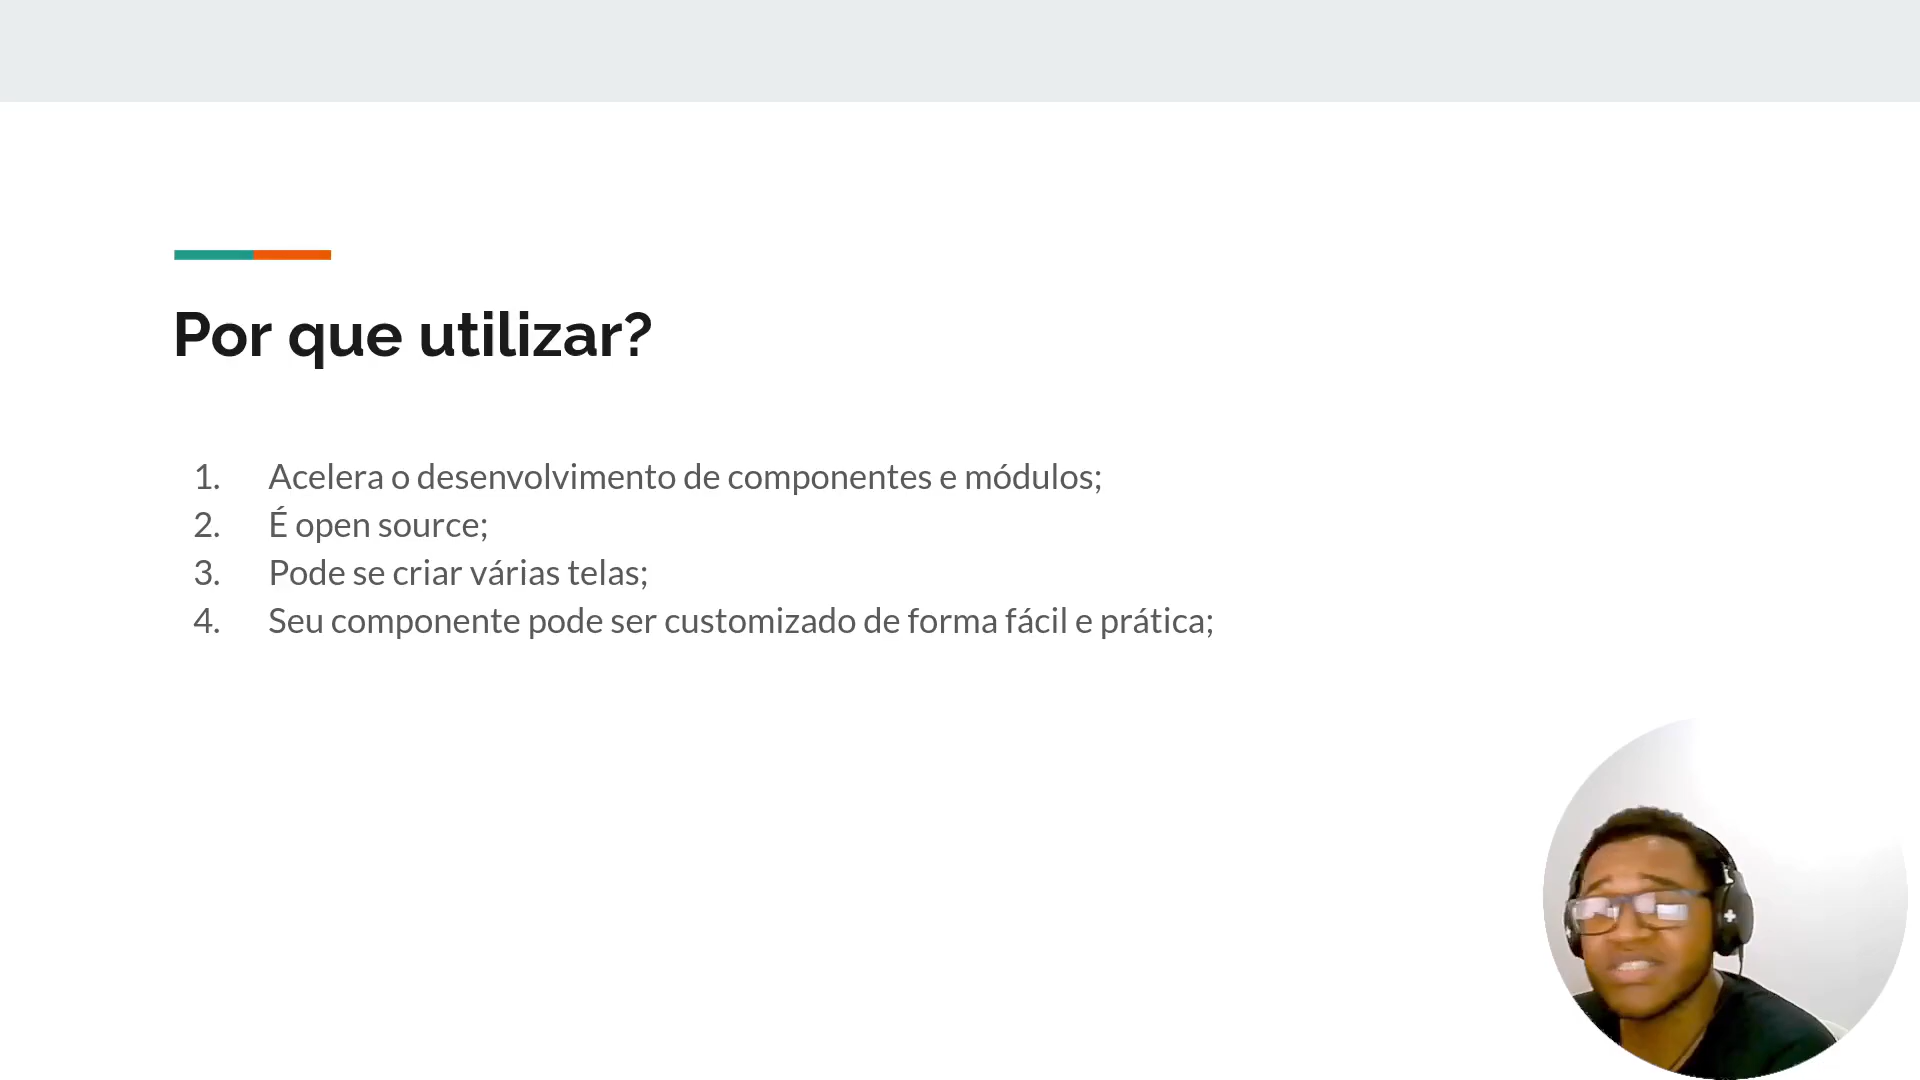 Por que utilizar?
1. Acelera o desenvolvimento de componentes e módulos;
2. É open source;
3. Pode se criar várias telas;
4. Seu componente pode ser customizado de forma fácil e prática;